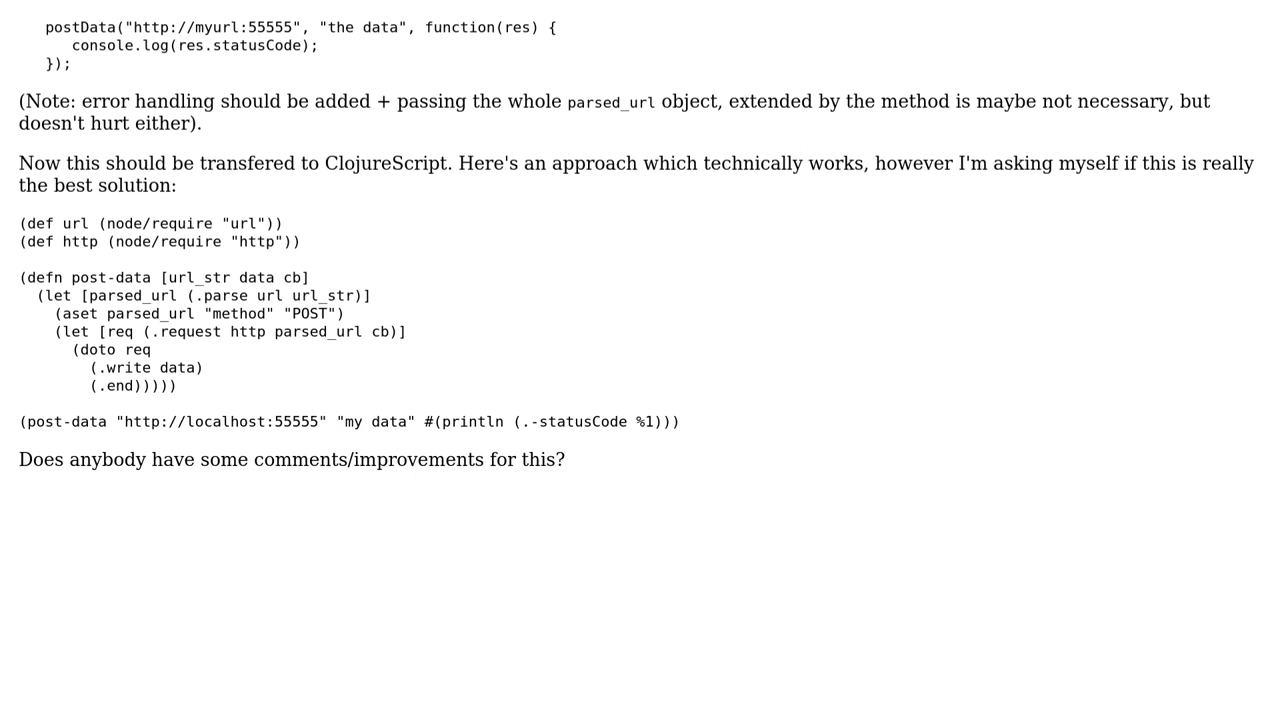 postData("http://myurl:55555", "the data", function(res) {
console.log(res.statusCode);
});
(Note: error handling should be added + passing the whole parsed_url object, extended by the method is maybe not necessary, but
doesn't hurt either).
Now this should be transfered to ClojureScript. Here's an approach which technically works, however I'm asking myself if this is really
the best solution:
(def url (node/require "url"))
(def http (node/require "http"))
(defn post-data [url_str data cb]
(let [parsed_url (.parse url url_str)]
(aset parsed_url "method" "POST")
(let [req (.request http parsed_url cb)]
(doto req
(.write data)
(.end)))))
(post-data "http://localhost:55555" "my data" #(println (.-statusCode %1)))
Does anybody have some comments/improvements for this?